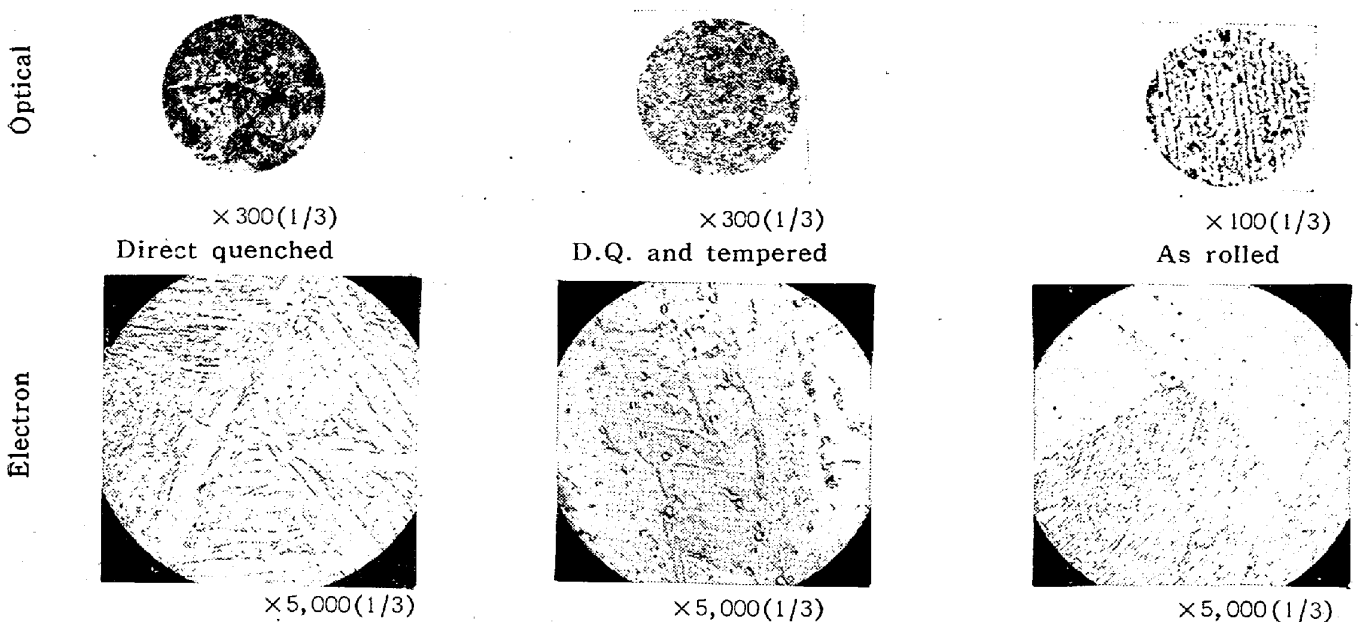 Optical
×300(1/3)
×300(1/3)
×100(1/3)
Direct quenched
D.Q. and tempered
As rolled
Electron
×5,000(1/3)
×5,000(1/3)
×5,000(1/3)